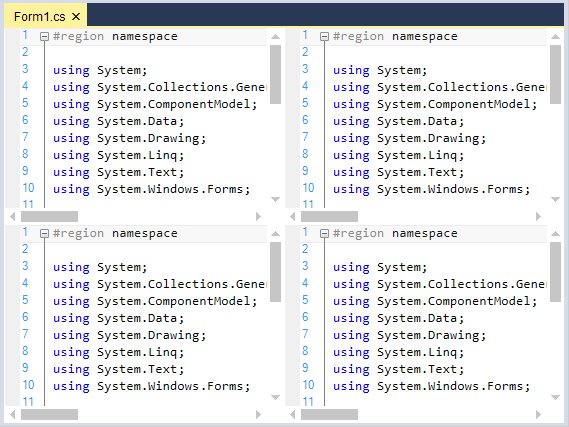 Form1.cs
1 #region namespace
2
3 using System;
4 using System.Collections.Gene
5 using System.ComponentModel;
6 using System.Data;
7 using System.Drawing;
8 using System.Linq;
9 using System.Text;
10 using System.Windows.Forms;
11
1 #region namespace
2
3 using System;
4 using System.Collections.Gene
5 using System.ComponentModel;
6 using System.Data;
7 using System.Drawing;
8 using System.Linq;
9 using System.Text;
10 using System.Windows.Forms;
11
1 #region namespace
2
3 using System;
4 using System.Collections.Gene
5 using System.ComponentModel;
6 using System.Data;
7 using System.Drawing;
8 using System.Linq;
9 using System.Text;
10 using System.Windows.Forms;
11
1 #region namespace
2
3 using System;
4 using System.Collections.Gene
5 using System.ComponentModel;
6 using System.Data;
7 using System.Drawing;
8 using System.Linq;
9 using System.Text;
10 using System.Windows.Forms;
11